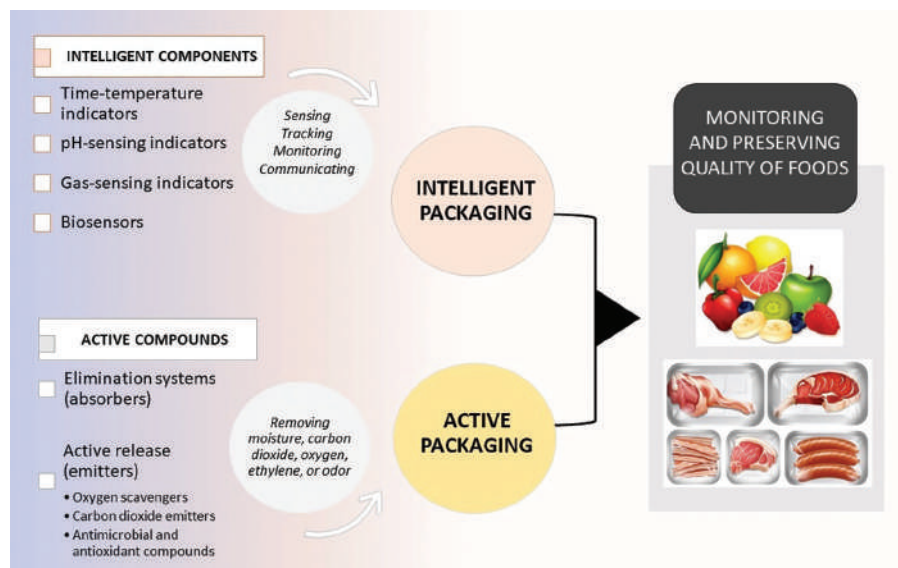 INTELLIGENT COMPONENTS
Time-temperature
indicators
pH-sensing indicators
Gas-sensing indicators
Biosensors
Sensing
Tracking
Monitoring
Communicating
INTELLIGENT
PACKAGING
ACTIVE COMPOUNDS
Elimination systems
(absorbers)
Active release
(emitters)
• Oxygen scavengers
• Carbon dioxide emitters
• Antimicrobial and
antioxidant compounds
Removing
moisture, carbon
dioxide, oxygen,
ethylene, or odor
ACTIVE
PACKAGING
MONITORING
AND PRESERVING
QUALITY OF FOODS